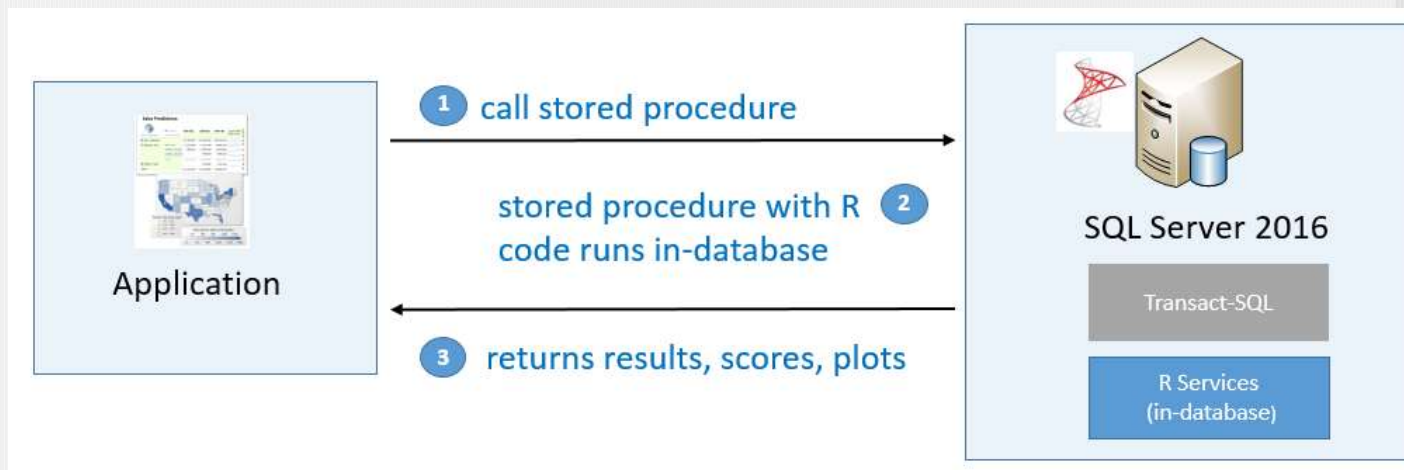 Application
1 call stored procedure
stored procedure with R 2
code runs in-database
3 returns results, scores, plots
SQL Server 2016
Transact-SQL
R Services
(in-database)